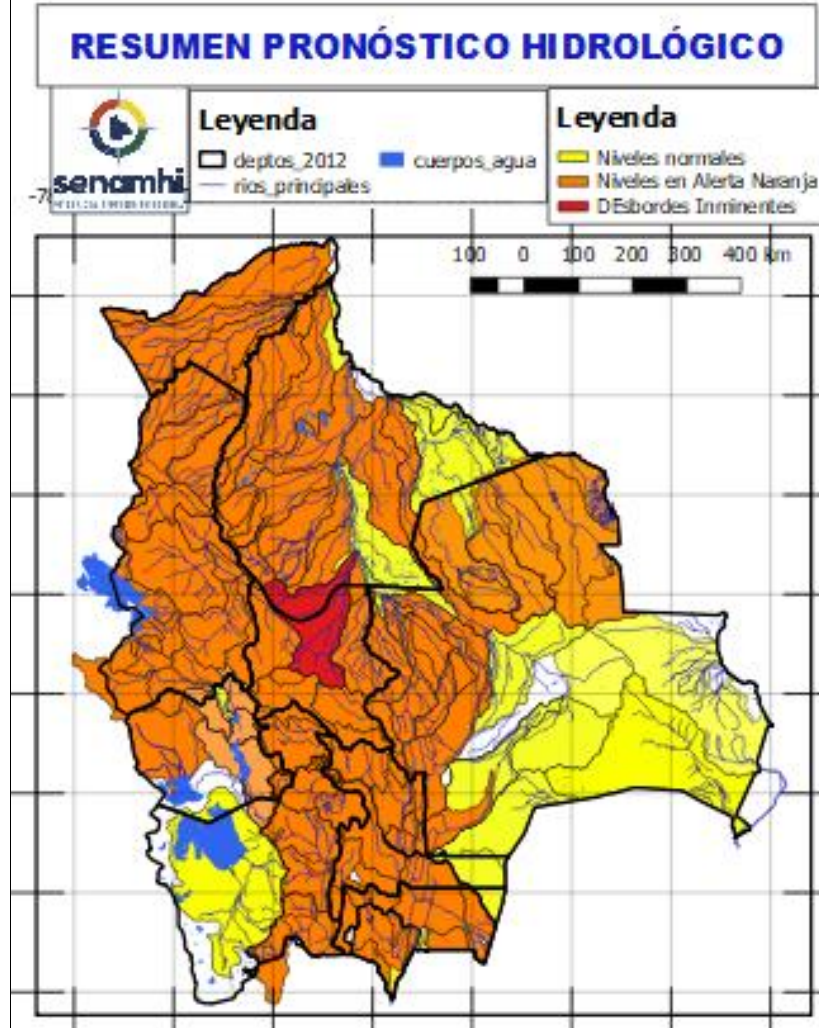 RESUMEN PRONÓSTICO HIDROLÓGICO
senamhi
Leyenda
deptos_2012
cuerpos_agua
rios_principales
Leyenda
Niveles normales
Niveles en Alerta Naranja
DEsbordes Inminentes
100 0 100 200 300 400 km